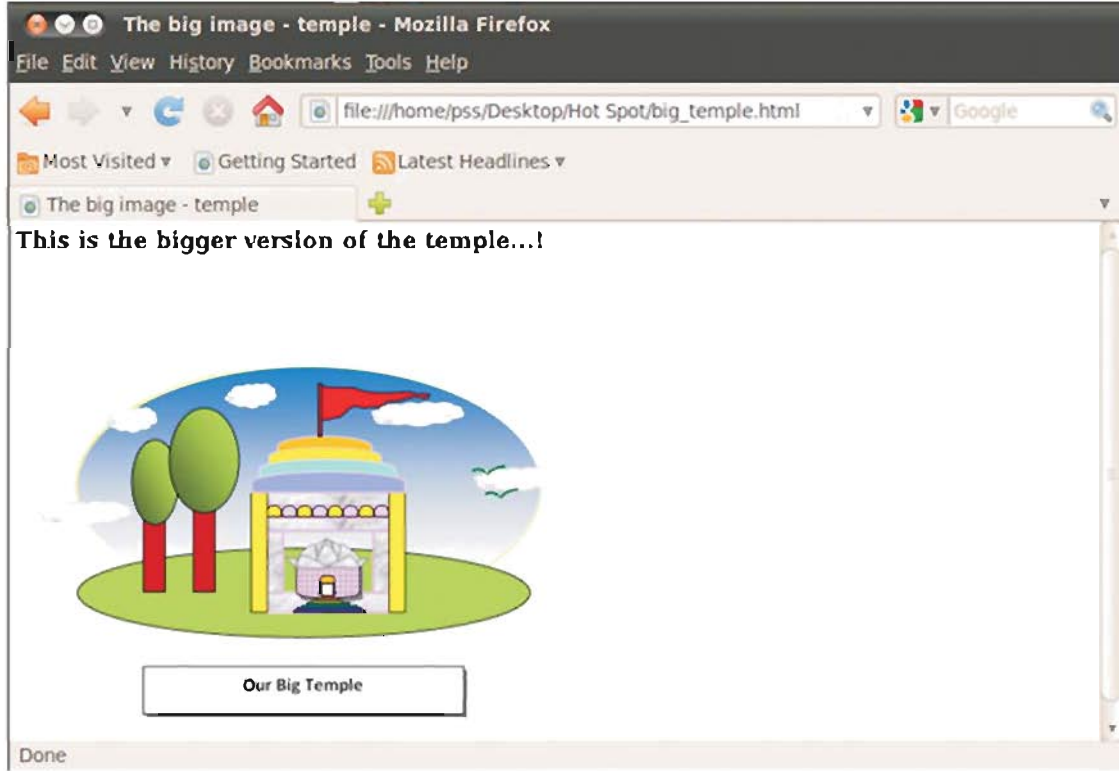 The big image - temple - Mozilla Firefox
File Edit View History Bookmarks Tools Help
file:///home/pss/Desktop/Hot Spot/big_temple.html Google
Most Visited Getting Started Latest Headlines
The big image - temple
This is the bigger version of the temple...!
Our Big Temple
Done